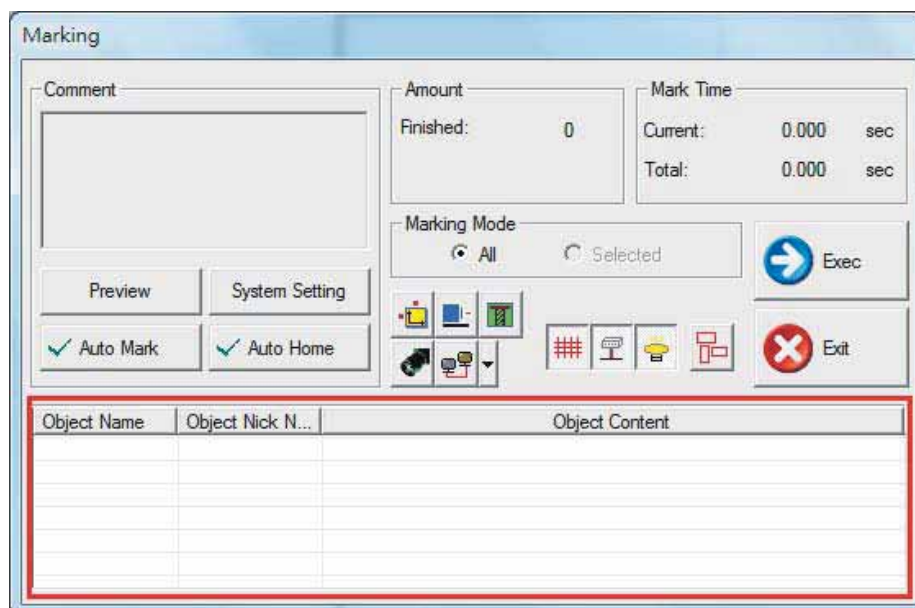 Marking
Comment
Amount
Finished: 0
Mark Time
Current: 0.000 sec
Total: 0.000 sec
Marking Mode
All Selected
Preview System Setting
Auto Mark Auto Home
Exec
Exit
Object Name Object Nick N... Object Content